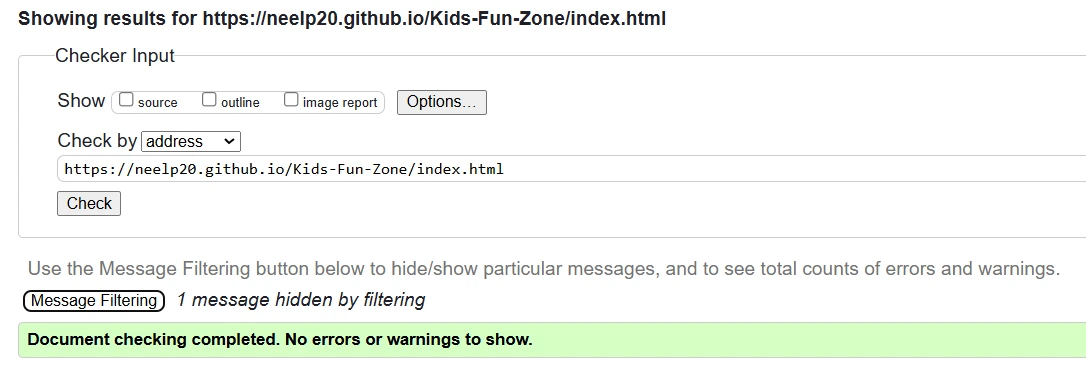 Showing results for https://neelp20.github.io/Kids-Fun-Zone/index.html
Checker Input
Show source outline image report Options...
Check by address
https://neelp20.github.io/Kids-Fun-Zone/index.html
Check
Use the Message Filtering button below to hide/show particular messages, and to see total counts of errors and warnings.
Message Filtering 1 message hidden by filtering
Document checking completed. No errors or warnings to show.